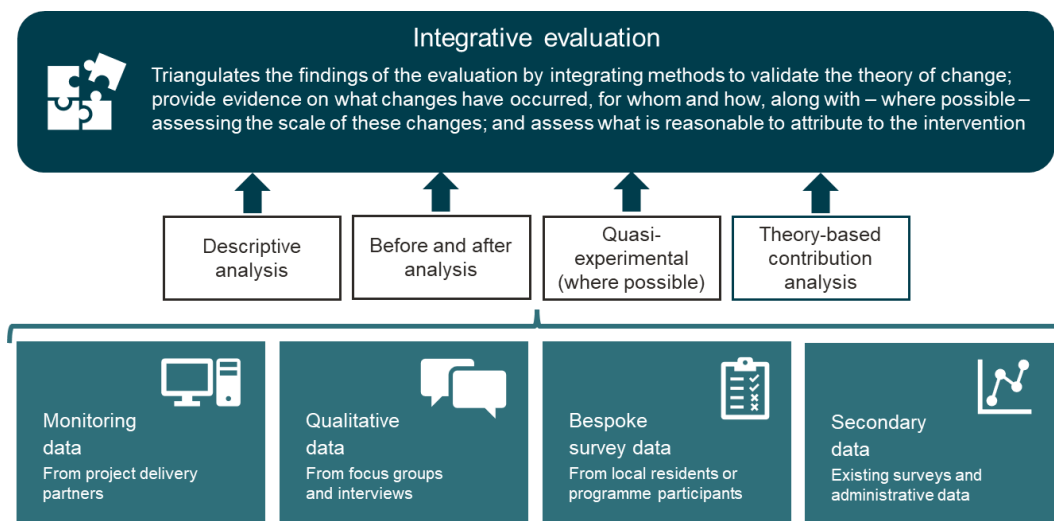 Integrative evaluation
Triangulates the findings of the evaluation by integrating methods to validate the theory of change;
provide evidence on what changes have occurred, for whom and how, along with – where possible –
assessing the scale of these changes; and assess what is reasonable to attribute to the intervention
Descriptive
analysis
Before and after
analysis
Quasi-
experimental
(where possible)
Theory-based
contribution
analysis
Monitoring
data
From project delivery
partners
Qualitative
data
From focus groups
and interviews
Bespoke
survey data
From local residents or
programme participants
Secondary
data
Existing surveys and
administrative data